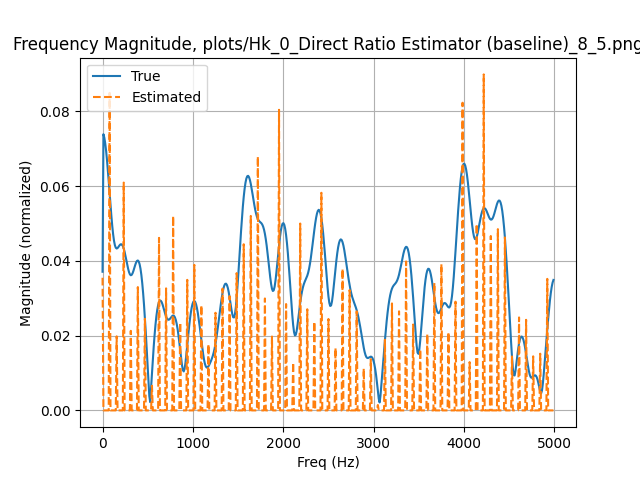 Frequency Magnitude, plots/Hk_0_Direct Ratio Estimator (baseline)_8_5.png
True
Estimated
Magnitude (normalized)
0.08
0.06
0.04
0.02
0.00
0
1000
2000
3000
4000
5000
Freq (Hz)